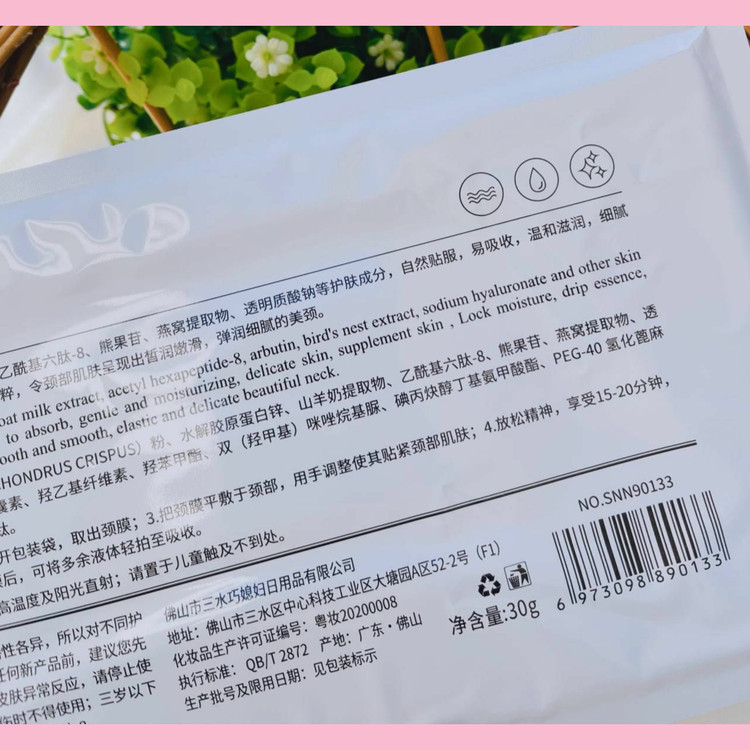 乙酰基六肽-8、熊果苷、燕窝提取物、透明质酸钠等护肤成分，自然贴服，易吸收，温和滋润，细腻
粹，令颈部肌肤呈现出皙润嫩滑，弹润细腻的美颈。
oat milk extract, acetyl hexapeptide-8, arbutin, bird's nest extract, sodium hyaluronate and other skin
to absorb, gentle and moisturizing, delicate skin, supplement skin , Lock moisture, drip essence,
ooth and smooth, elastic and delicate beautiful neck.
HONDRUS CRISPUS）粉、水解胶原蛋白锌、山羊奶提取物、乙酰基六肽-8、熊果苷、燕窝提取物、透
囊素、羟乙基纤维素、羟苯甲酯、双（羟甲基）咪唑烷基脲、碘丙炔醇丁基氨甲酸酯、PEG-40 氢化蓖麻
肽。
开包装袋，取出颈膜；3.把颈膜平敷于颈部，用手调整使其贴紧颈部肌肤；4.放松精神，享受15-20分钟，
后，可将多余液体轻拍至吸收。
高温度及阳光直射；请置于儿童触及不到处。
性各异，所以对不同护
任何新产品前，建议您先
皮肤异常反应，请停止使
时不得使用；三岁以下
佛山市三水巧媳妇日用品有限公司
地址：佛山市三水区中心科技工业区大塘园A区52-2号（F1）
化妆品生产许可证编号：粤妆20200008
执行标准：QB/T 2872 产地：广东·佛山
生产批号及限用日期：见包装标示
净含量:30g
NO.SNN90133
6 973098 890133